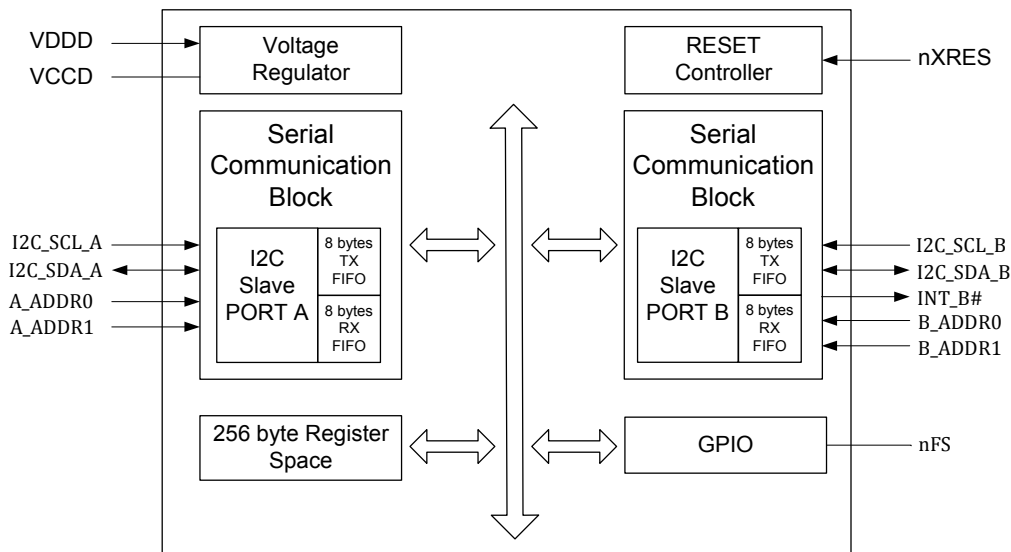 VDDD
VCCD
Voltage
Regulator
RESET
Controller
nXRES
Serial
Communication
Block
I2C_SCL_A
I2C_SDA_A
A_ADDR0
A_ADDR1
I2C
Slave
PORT A
8 bytes
TX
FIFO
8 bytes
RX
FIFO
Serial
Communication
Block
I2C
Slave
PORT B
8 bytes
TX
FIFO
8 bytes
RX
FIFO
I2C_SCL_B
I2C_SDA_B
INT_B#
B_ADDR0
B_ADDR1
256 byte Register
Space
GPIO
nFS